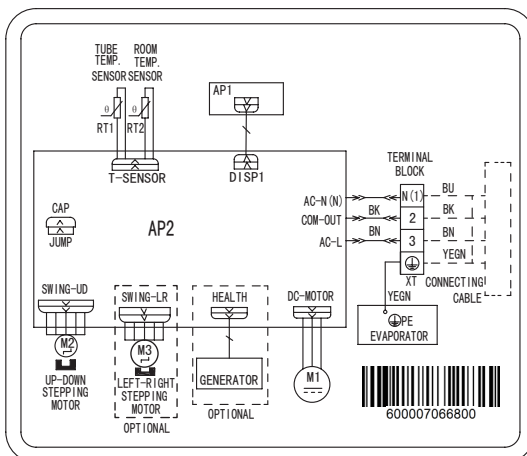 TUBE TEMP. SENSOR
ROOM TEMP. SENSOR
θ
θ
RT1
RT2
T-SENSOR
AP1
DISP1
AP2
CAP
JUMP
AC-N(N)
COM-OUT
BK
AC-L
BN
TERMINAL
BLOCK
N(1)
2
3
XT
BU
BK
BN
YEGN
CONNECTING
CABLE
YEGN
PE
EVAPORATOR
SWING-UD
M2
UP-DOWN
STEPPING
MOTOR
SWING-LR
M3
LEFT-RIGHT
STEPPING
MOTOR
OPTIONAL
HEALTH
GENERATOR
OPTIONAL
DC-MOTOR
M1
600007066800